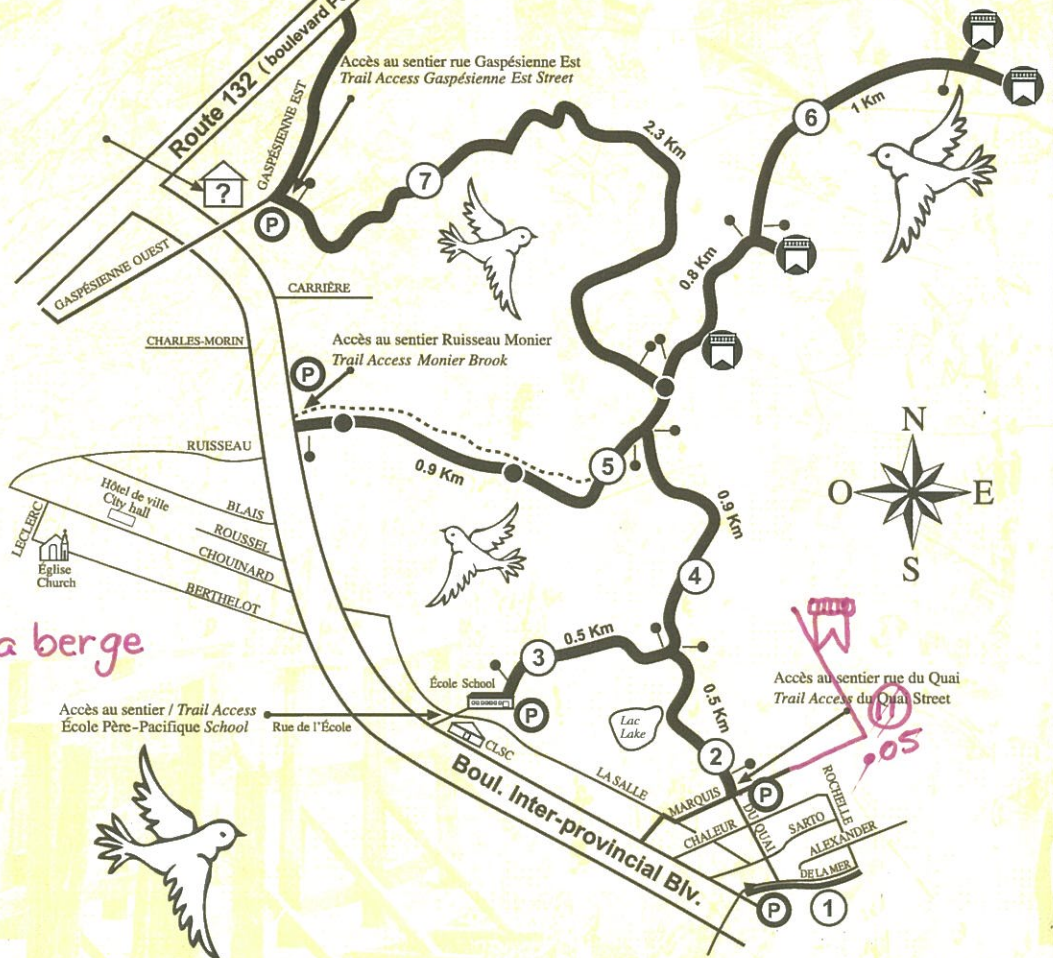 Route 132 (boulevard
Accès au sentier rue Gaspésienne Est
Trail Access Gaspésienne Est Street
GASPÉSIENNE EST
?
P
GASPÉSIENNE OUEST
7
2.3 Km
6
1 Km
0.8 Km
CARRIÈRE
CHARLES-MORIN
Accès au sentier Ruisseau Monier
Trail Access Monier Brook
P
RUISSEAU
0.9 Km
5
Hôtel de ville
City hall
BLAIS
LECLERC
ROUSSEL
Église
Church
CHOUINARD
BERTHELOT
0.9 Km
4
N
O
E
S
a berge
0.5 Km
3
École School
P
Accès au sentier / Trail Access
École Père-Pacifique School
Rue de l'École
CLSC
Lac
Lake
0.5 Km
2
Accès au sentier rue du Quai
Trail Access du Quai Street
.05
LA SALLE
MARQUIS
P
ROCHELLE
CHALEUR
DU QUAI
SARTO
ALEXANDER
DE LA MER
Boul. Inter-provincial Blv.
P
1